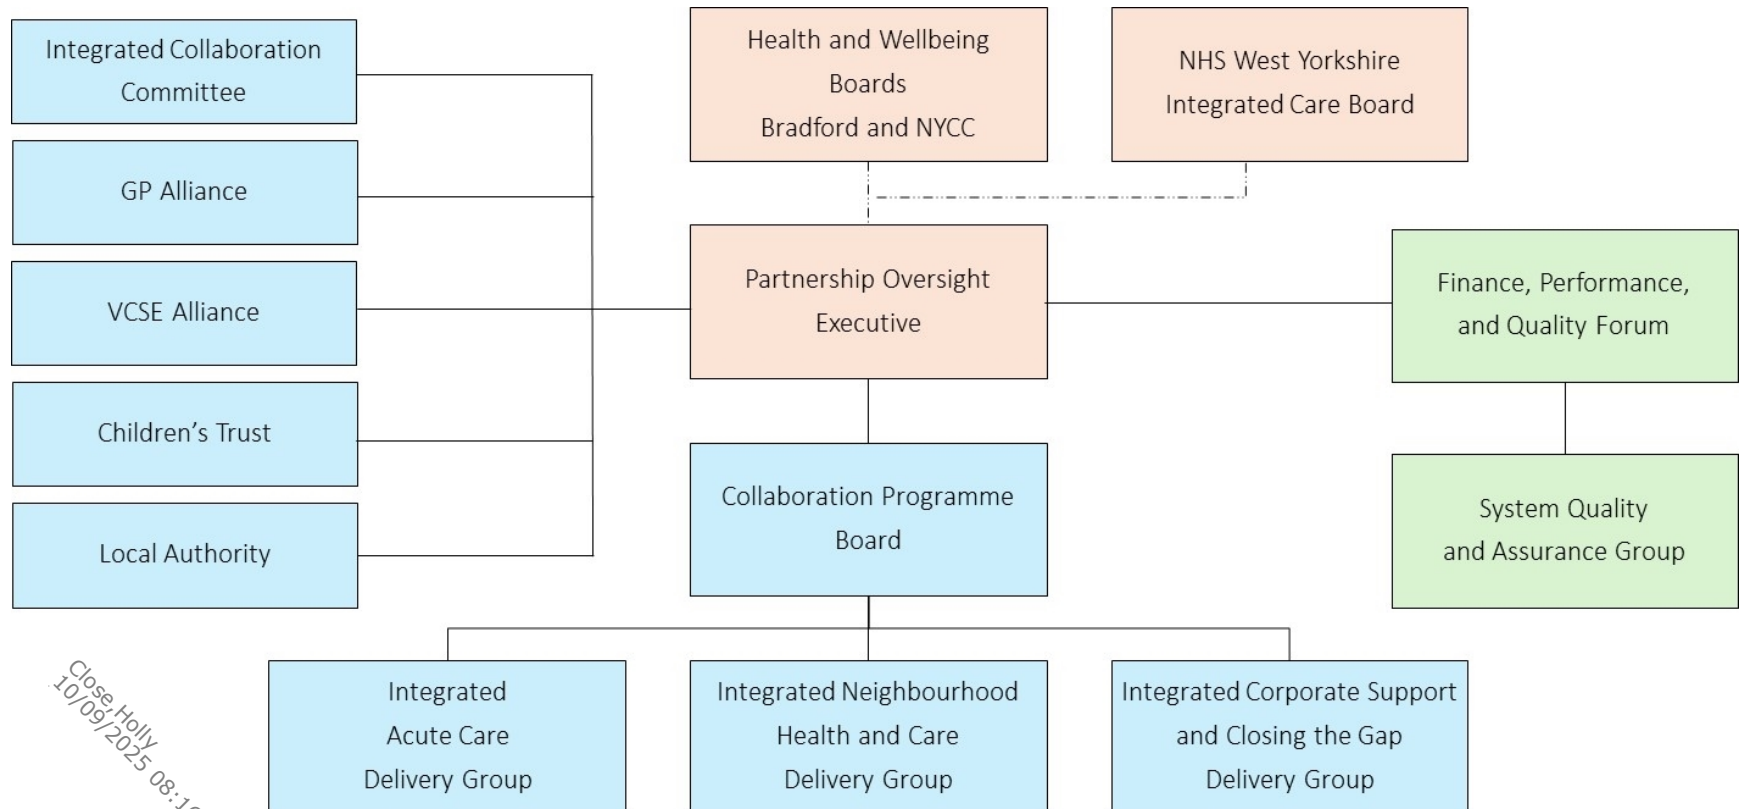 Integrated Collaboration
Committee
GP Alliance
VCSE Alliance
Children’s Trust
Local Authority
Health and Wellbeing
Boards
Bradford and NYCC
NHS West Yorkshire
Integrated Care Board
Partnership Oversight
Executive
Finance, Performance,
and Quality Forum
Collaboration Programme
Board
System Quality
and Assurance Group
Integrated
Acute Care
Delivery Group
Integrated Neighbourhood
Health and Care
Delivery Group
Integrated Corporate Support
and Closing the Gap
Delivery Group
Close,Holly
10/09/2025